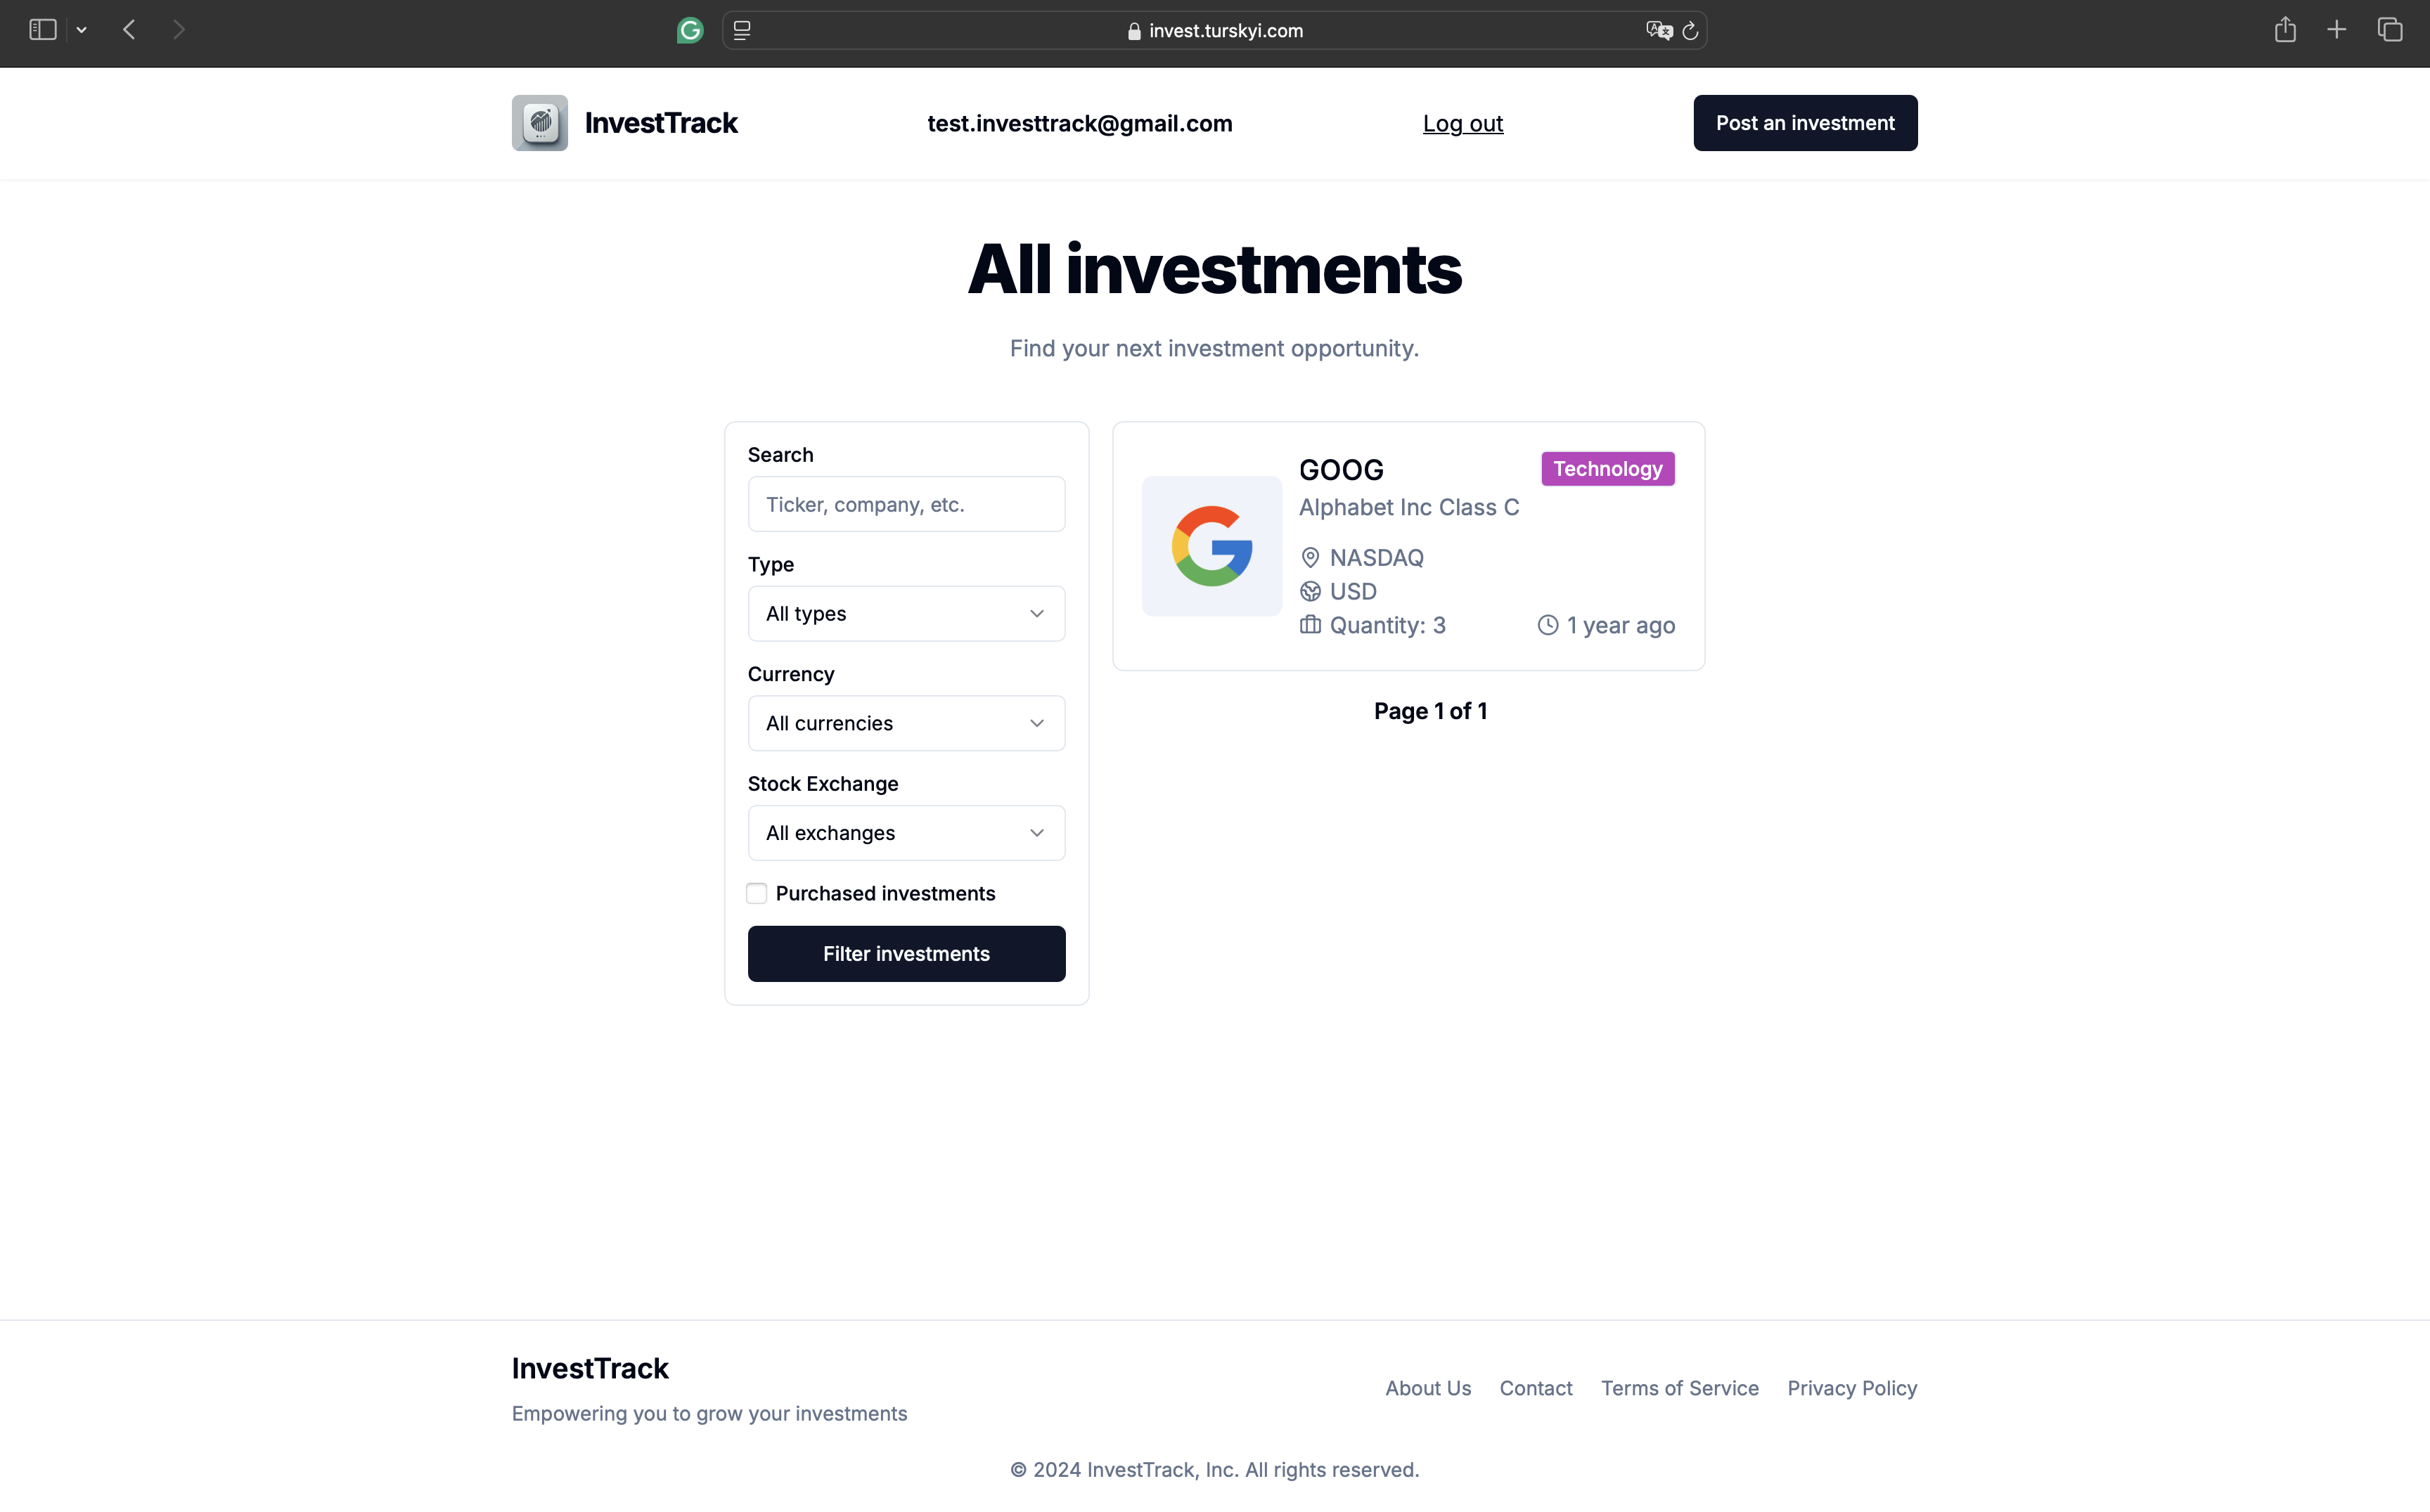 invest.turskyi.com
InvestTrack
test.investtrack@gmail.com
Log out
Post an investment
All investments
Find your next investment opportunity.
Search
Ticker, company, etc.
Type
All types
Currency
All currencies
Stock Exchange
All exchanges
Purchased investments
Filter investments
GOOG
Technology
Alphabet Inc Class C
NASDAQ
USD
Quantity: 3
1 year ago
Page 1 of 1
InvestTrack
Empowering you to grow your investments
About Us
Contact
Terms of Service
Privacy Policy
© 2024 InvestTrack, Inc. All rights reserved.